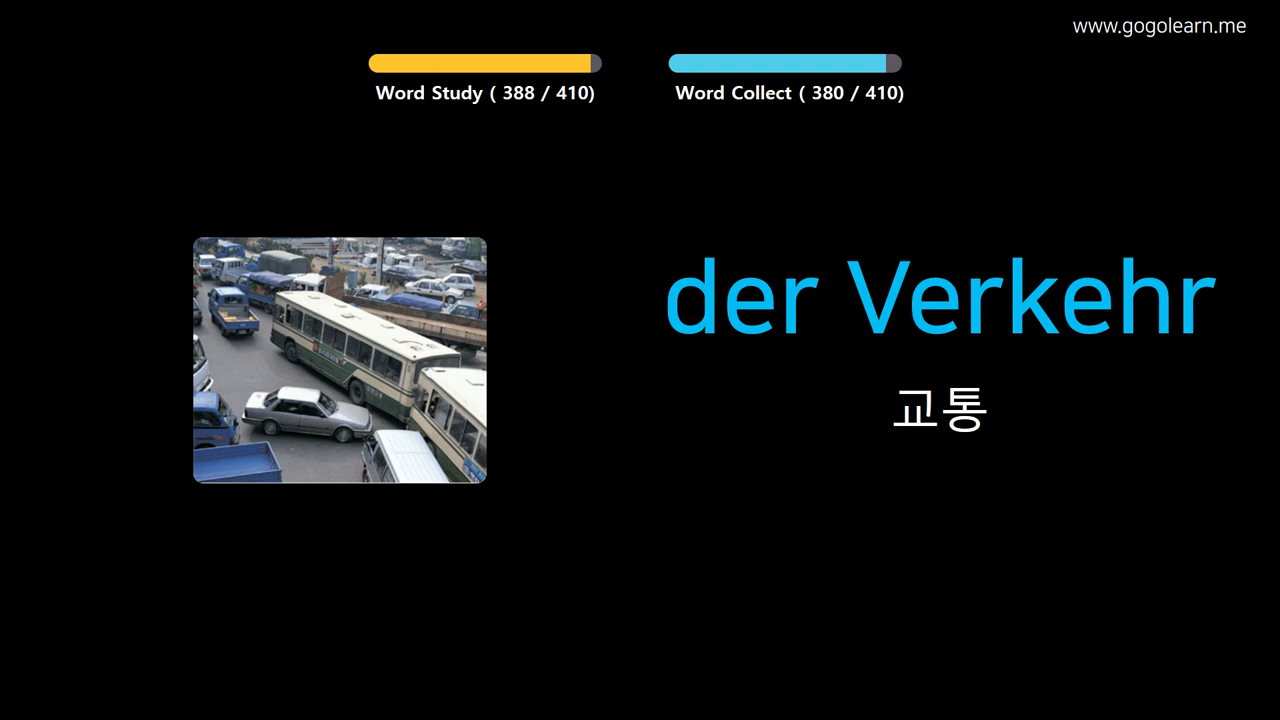 www.gogolearn.me
Word Study ( 388 / 410)
Word Collect ( 380 / 410)
der Verkehr
교통